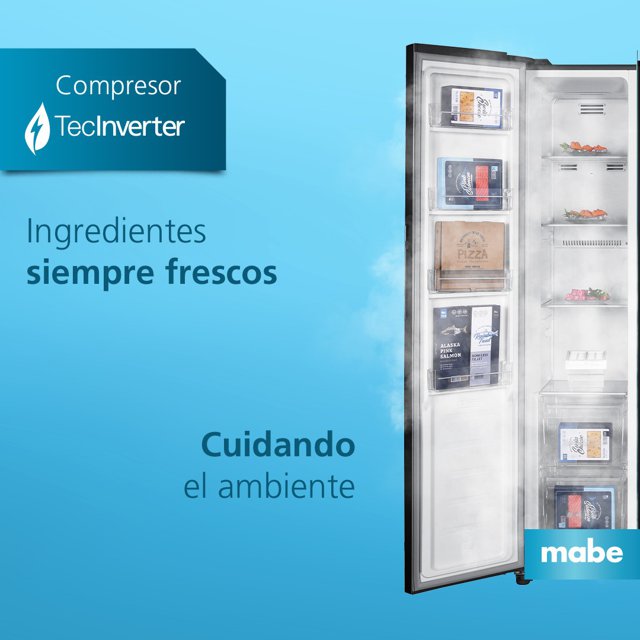 Compresor
TecInverter
Ingredientes
siempre frescos
Cuidando
el ambiente
PIZZA
ALASKA
PINK
SALMON
mabe